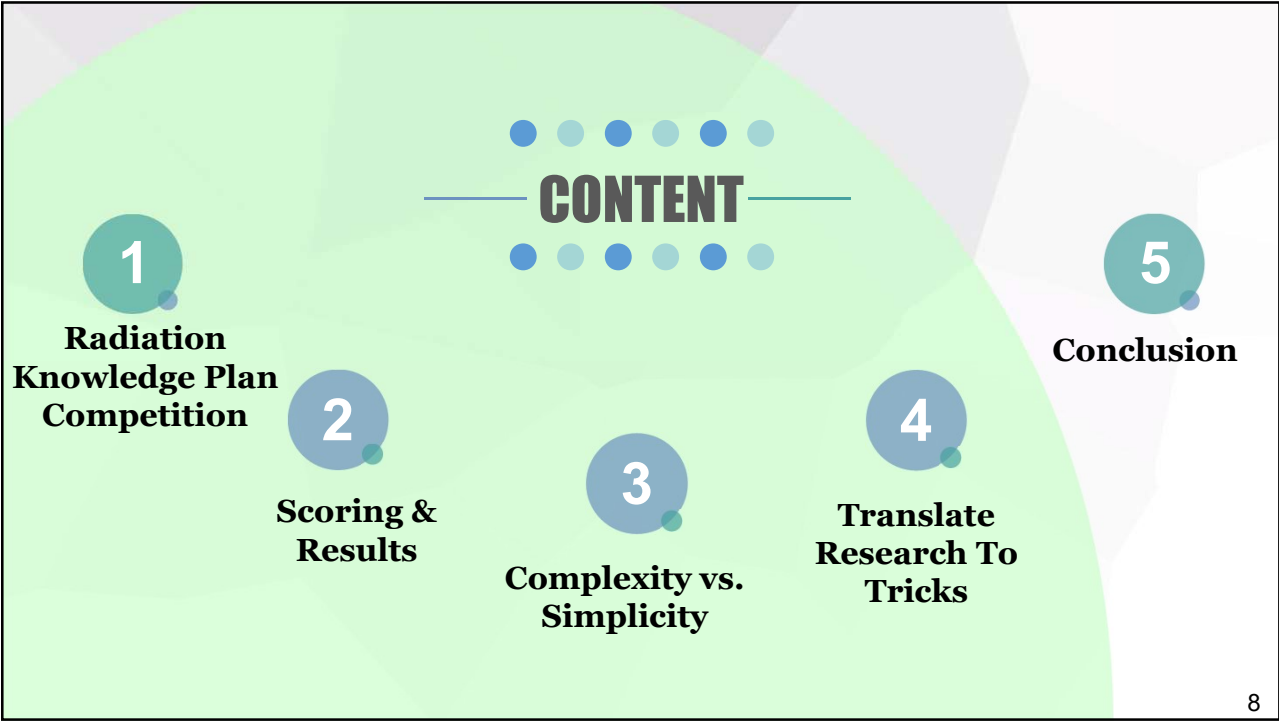 CONTENT
1
Radiation
Knowledge Plan
Competition
2
Scoring &
Results
3
Complexity vs.
Simplicity
4
Translate
Research To
Tricks
5
Conclusion
8